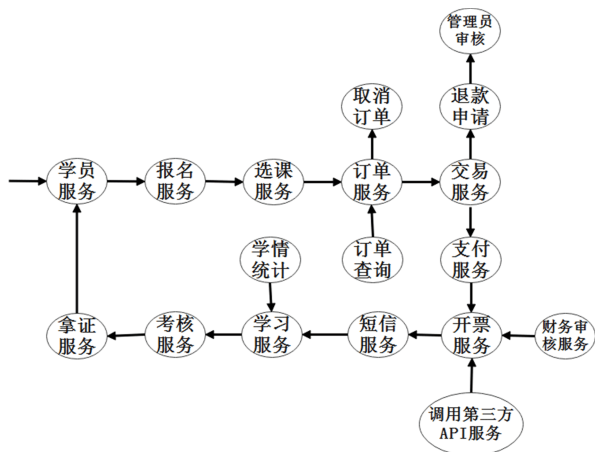 管理员
审核
取消
订单
退款
申请
学员
服务
报名
服务
选课
服务
订单
服务
交易
服务
学情
统计
订单
查询
支付
服务
拿证
服务
考核
服务
学习
服务
短信
服务
开票
服务
财务审
核服务
调用第三方
API服务